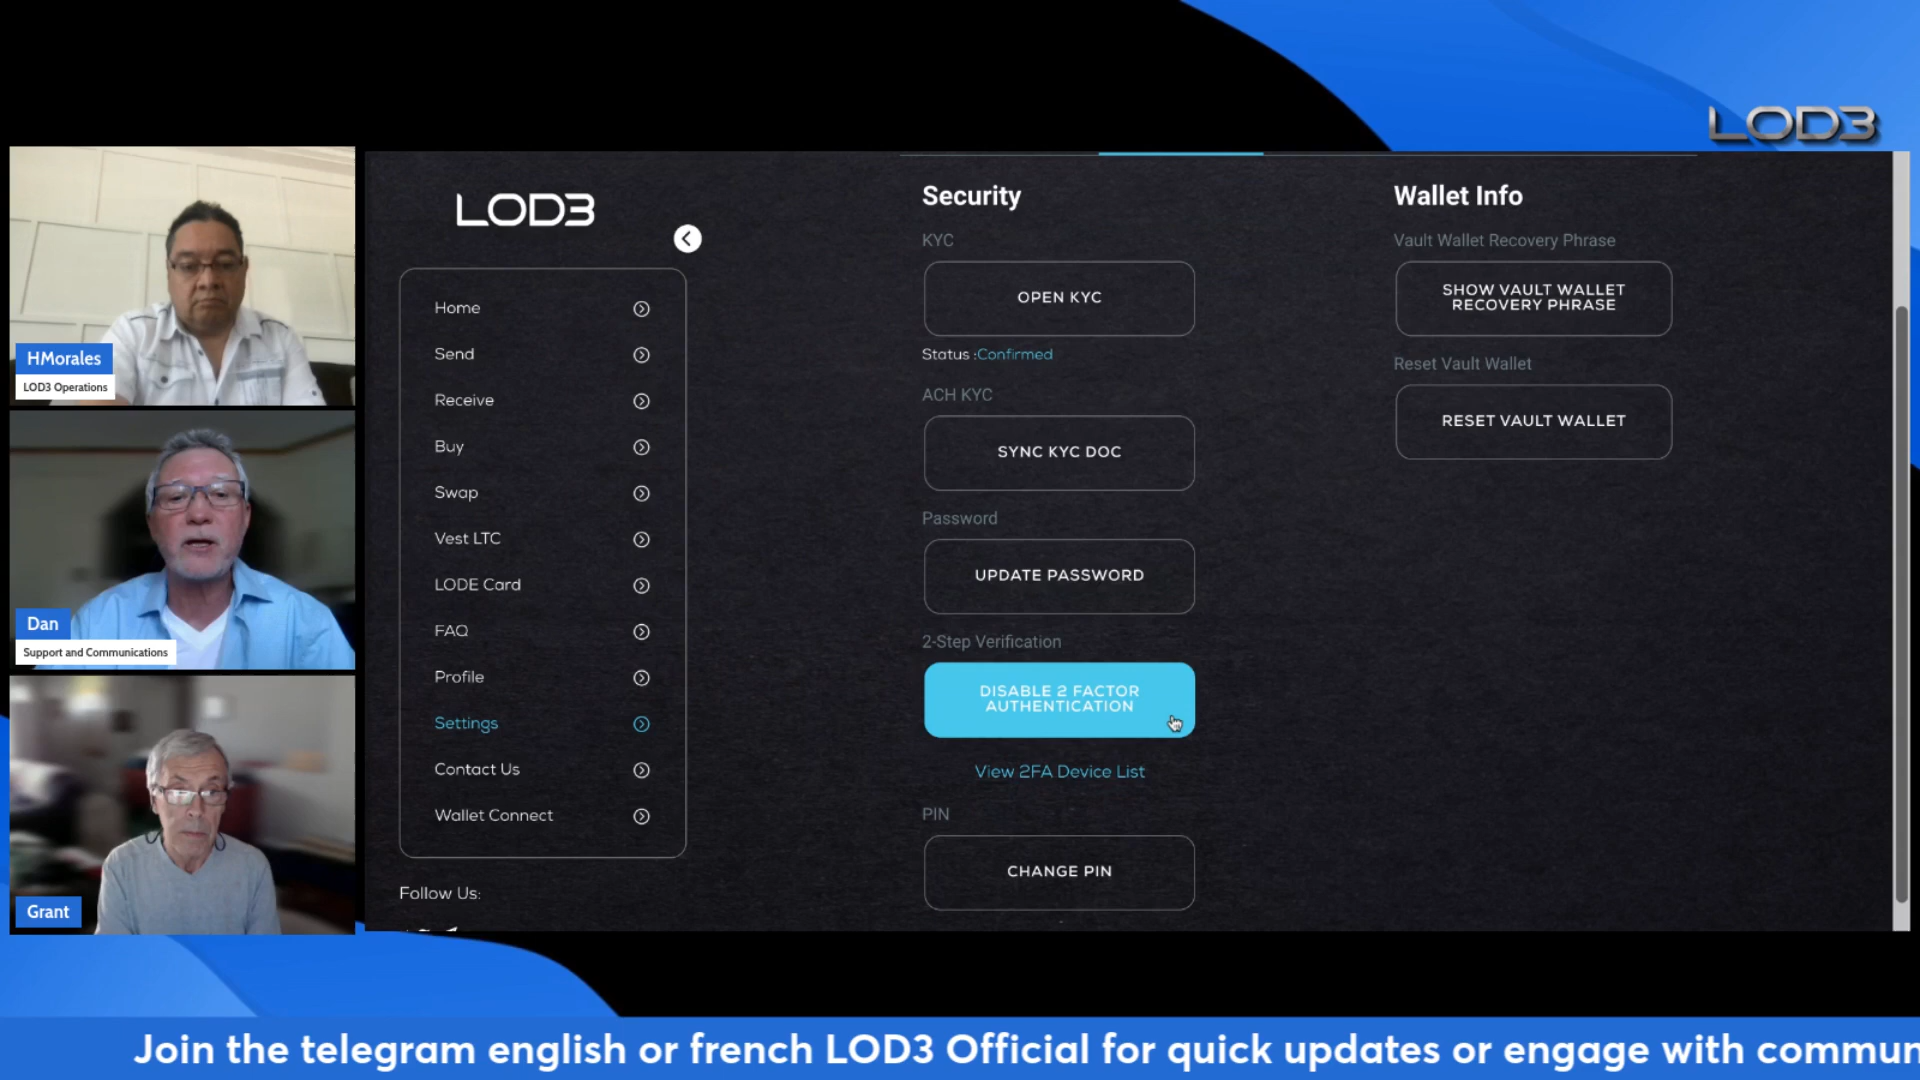 LOD3
HMorales
LOD3 Operations
Dan
Support and Communications
Grant
LOD3
Home
Send
Receive
Buy
Swap
Vest LTC
LODE Card
FAQ
Profile
Settings
Contact Us
Wallet Connect
Follow Us:
Security
KYC
OPEN KYC
Status :Confirmed
ACH KYC
SYNC KYC DOC
Password
UPDATE PASSWORD
2-Step Verification
DISABLE 2 FACTOR
AUTHENTICATION
View 2FA Device List
PIN
CHANGE PIN
Wallet Info
Vault Wallet Recovery Phrase
SHOW VAULT WALLET
RECOVERY PHRASE
Reset Vault Wallet
RESET VAULT WALLET
Join the telegram english or french LOD3 Official for quick updates or engage with commun